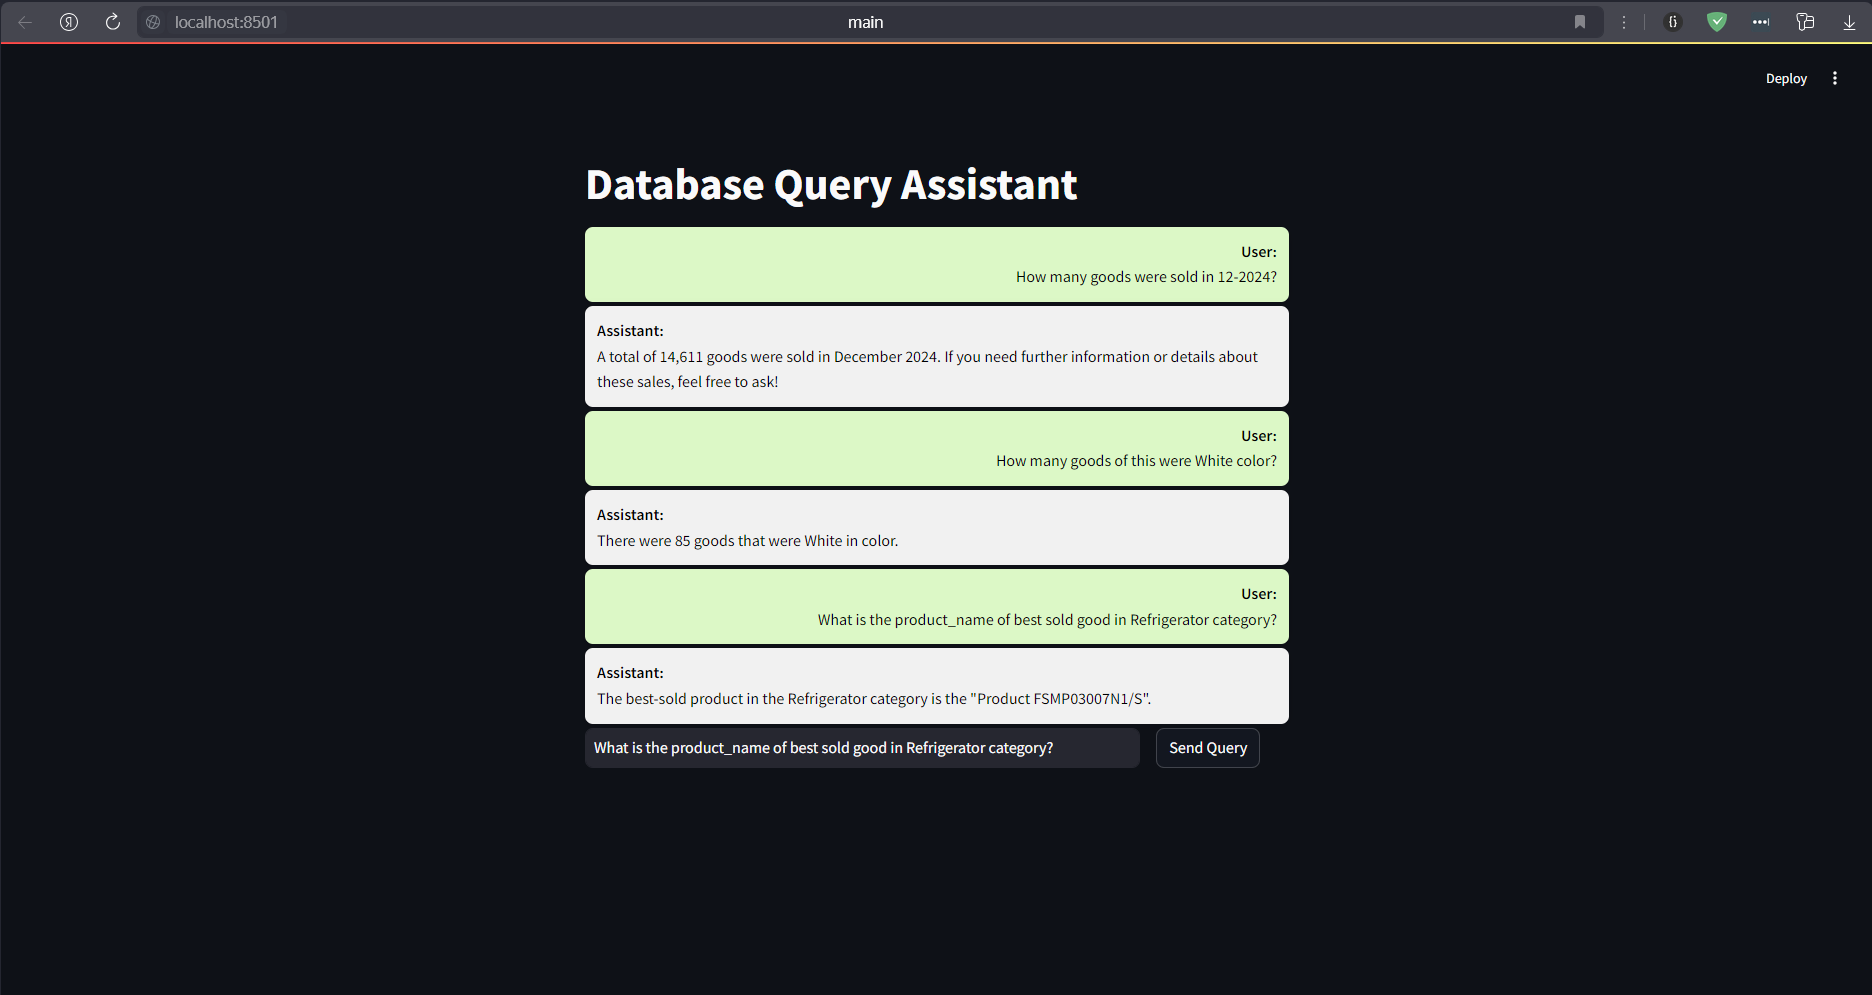 localhost:8501
main
Deploy
Database Query Assistant
User:
How many goods were sold in 12-2024?
Assistant:
A total of 14,611 goods were sold in December 2024. If you need further information or details about
these sales, feel free to ask!
User:
How many goods of this were White color?
Assistant:
There were 85 goods that were White in color.
User:
What is the product_name of best sold good in Refrigerator category?
Assistant:
The best-sold product in the Refrigerator category is the "Product FSMP03007N1/S".
What is the product_name of best sold good in Refrigerator category?
Send Query